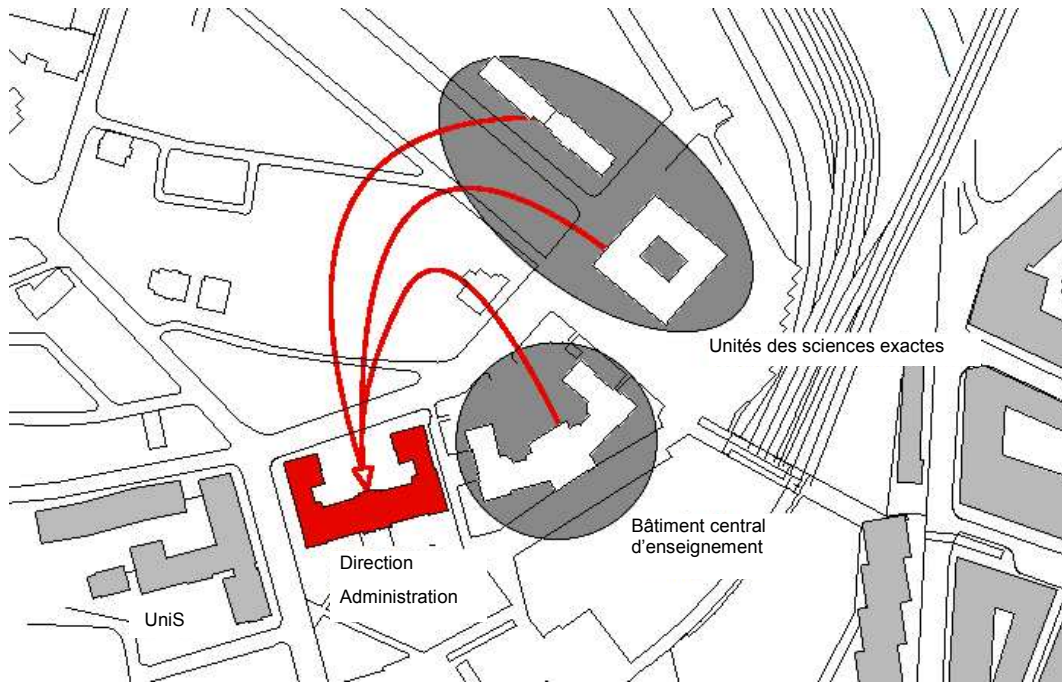 Unités des sciences exactes
Bâtiment central
d'enseignement
Direction
Administration
UniS